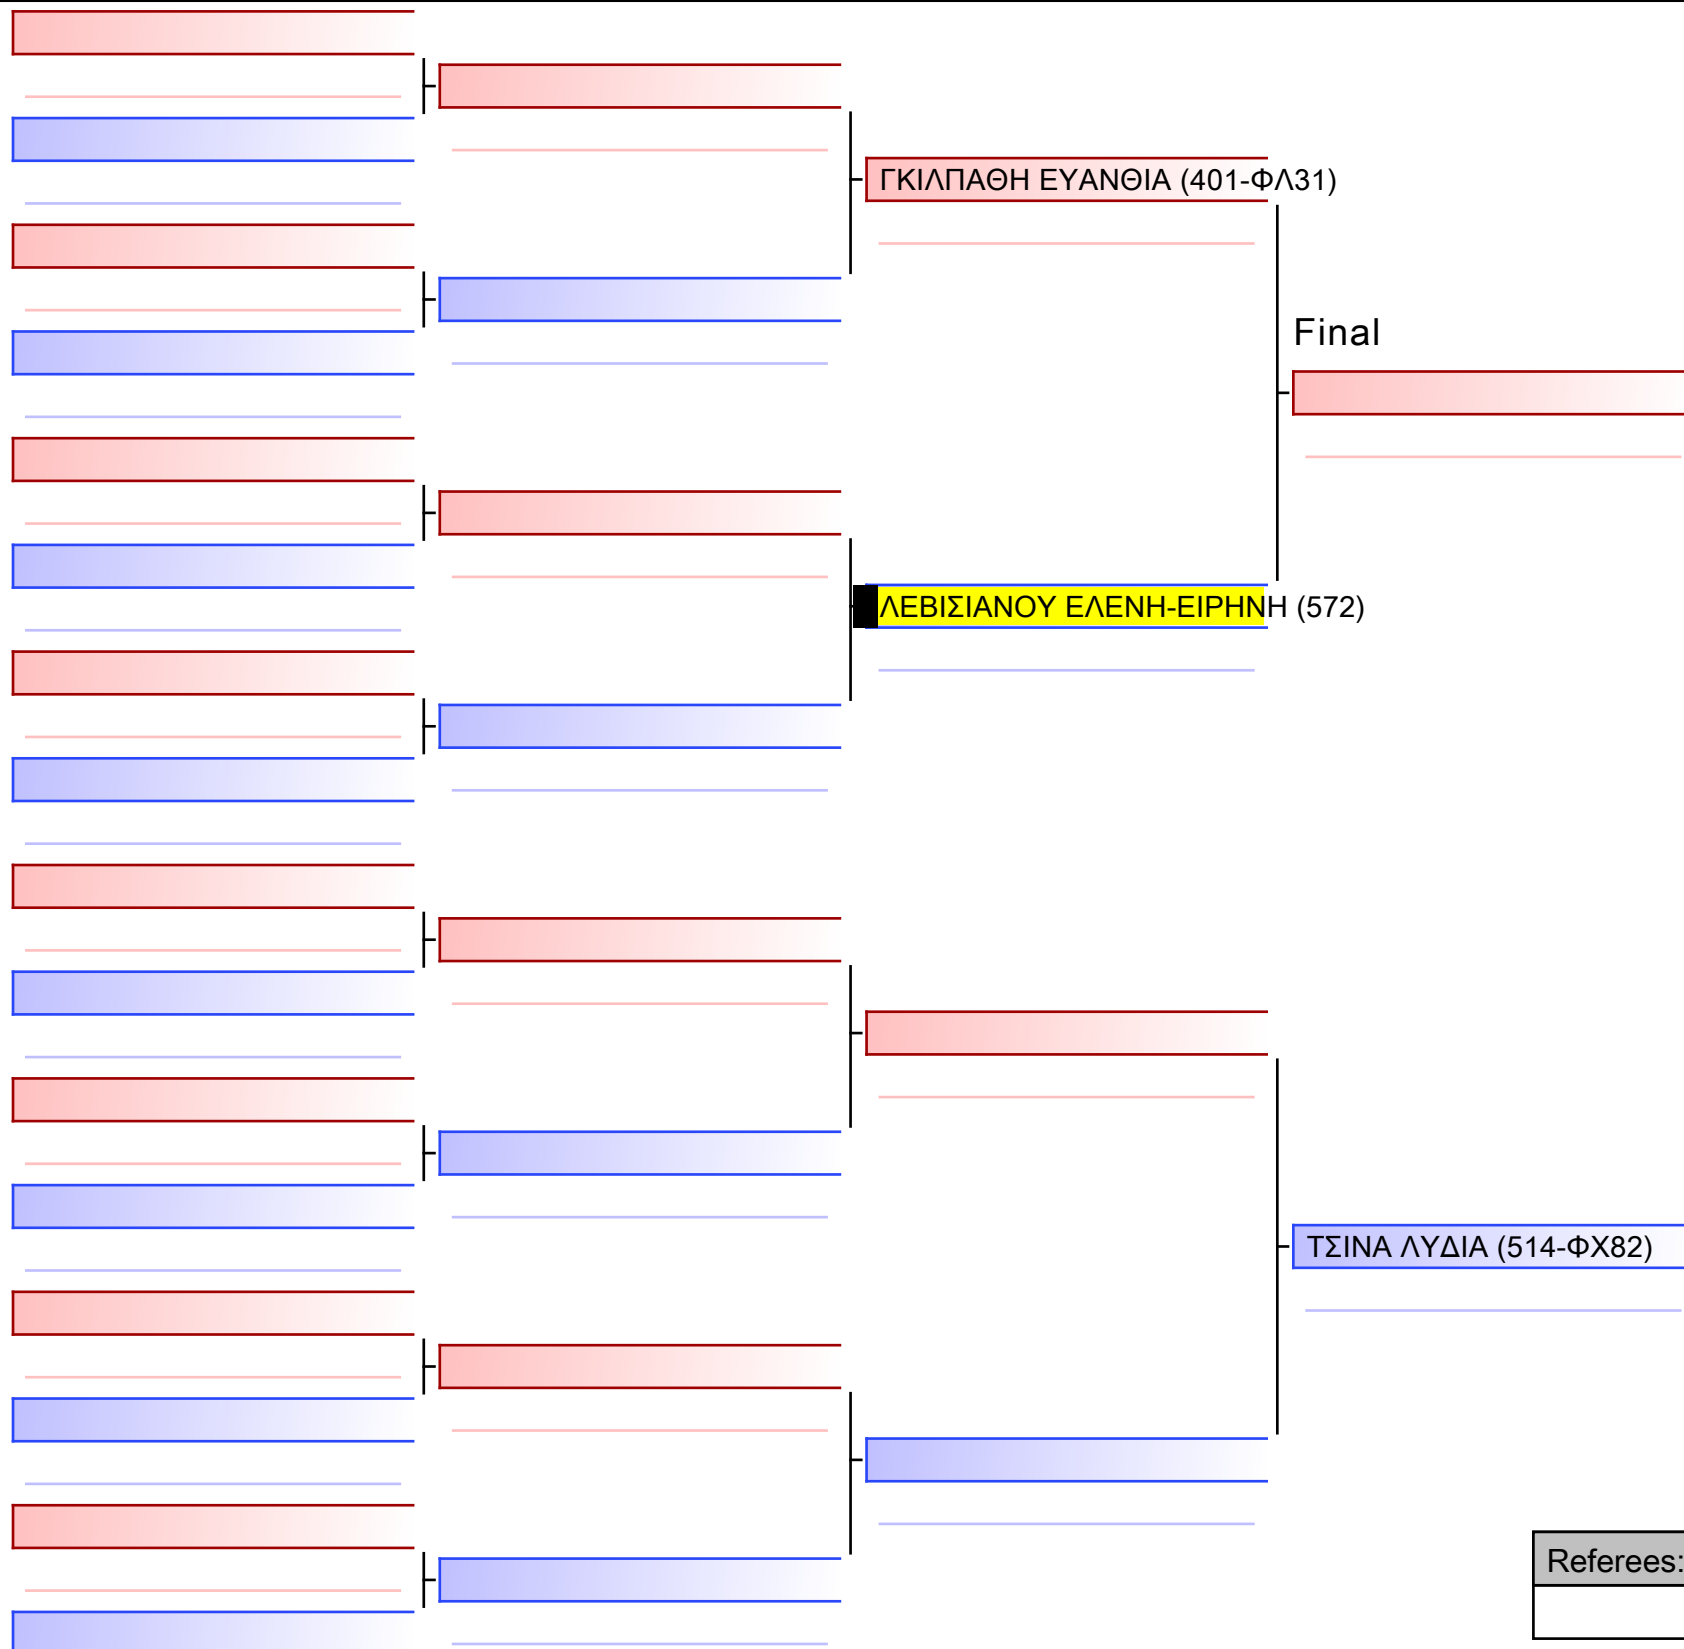 ΓΚΙΛΠΑΘΗ ΕΥΑΝΘΙΑ (401-ΦΛ31)
Final
ΛΕΒΙΣΙΑΝΟΥ ΕΛΕΝΗ-ΕΙΡΗΝΗ (572)
ΤΣΙΝΑ ΛΥΔΙΑ (514-ΦΧ82)
Referees: